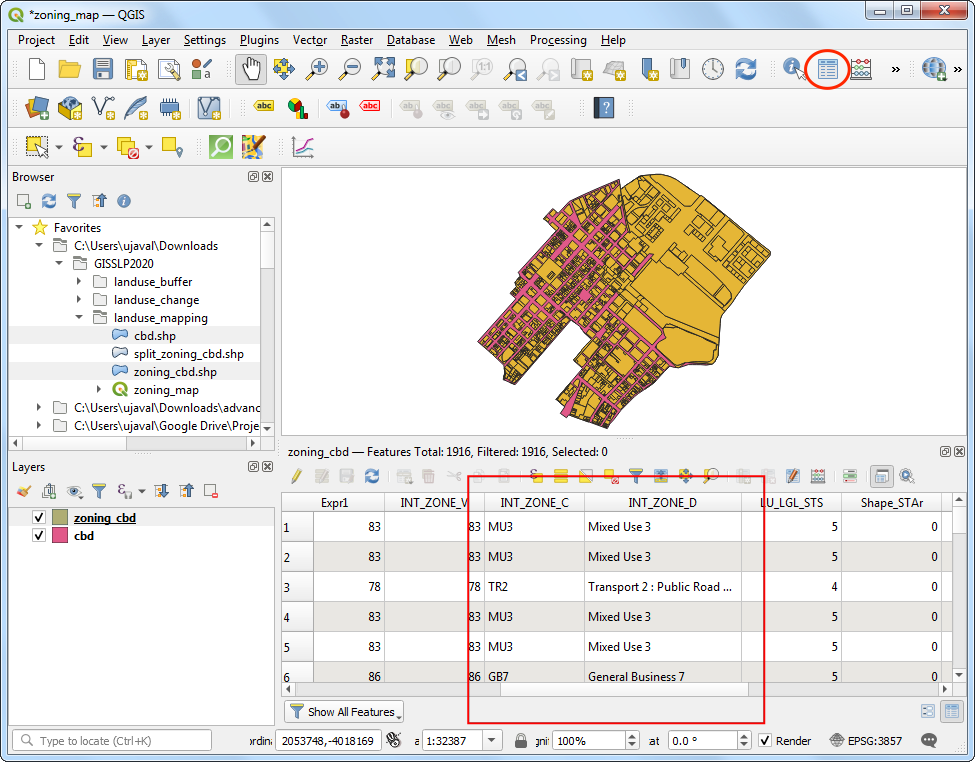 *zoning_map — QGIS
Project Edit View Layer Settings Plugins Vector Raster Database Web Mesh Processing Help
abc abc ab abc
Browser
Favorites
C:\Users\ujaval\Downloads
GISSLP2020
landuse_buffer
landuse_change
landuse_mapping
cbd.shp
split_zoning_cbd.shp
zoning_cbd.shp
zoning_map
C:\Users\ujaval\Downloads\advanc
C:\Users\ujaval\Google Drive\Proje
Layers
zoning_cbd
cbd
zoning_cbd — Features Total: 1916, Filtered: 1916, Selected: 0
Expr1 INT_ZONE_V INT_ZONE_C INT_ZONE_D LU_LGL_STS Shape_STAr
1 83 83 MU3 Mixed Use 3 5 0
2 83 83 MU3 Mixed Use 3 5 0
3 78 78 TR2 Transport 2 : Public Road ... 4 0
4 83 83 MU3 Mixed Use 3 5 0
5 83 83 MU3 Mixed Use 3 5 0
6 86 86 GB7 General Business 7 5 0
Show All Features
Type to locate (Ctrl+K) ordina 2053748,-4018169 a 1:32387 gni 100% at 0.0 ° Render EPSG:3857